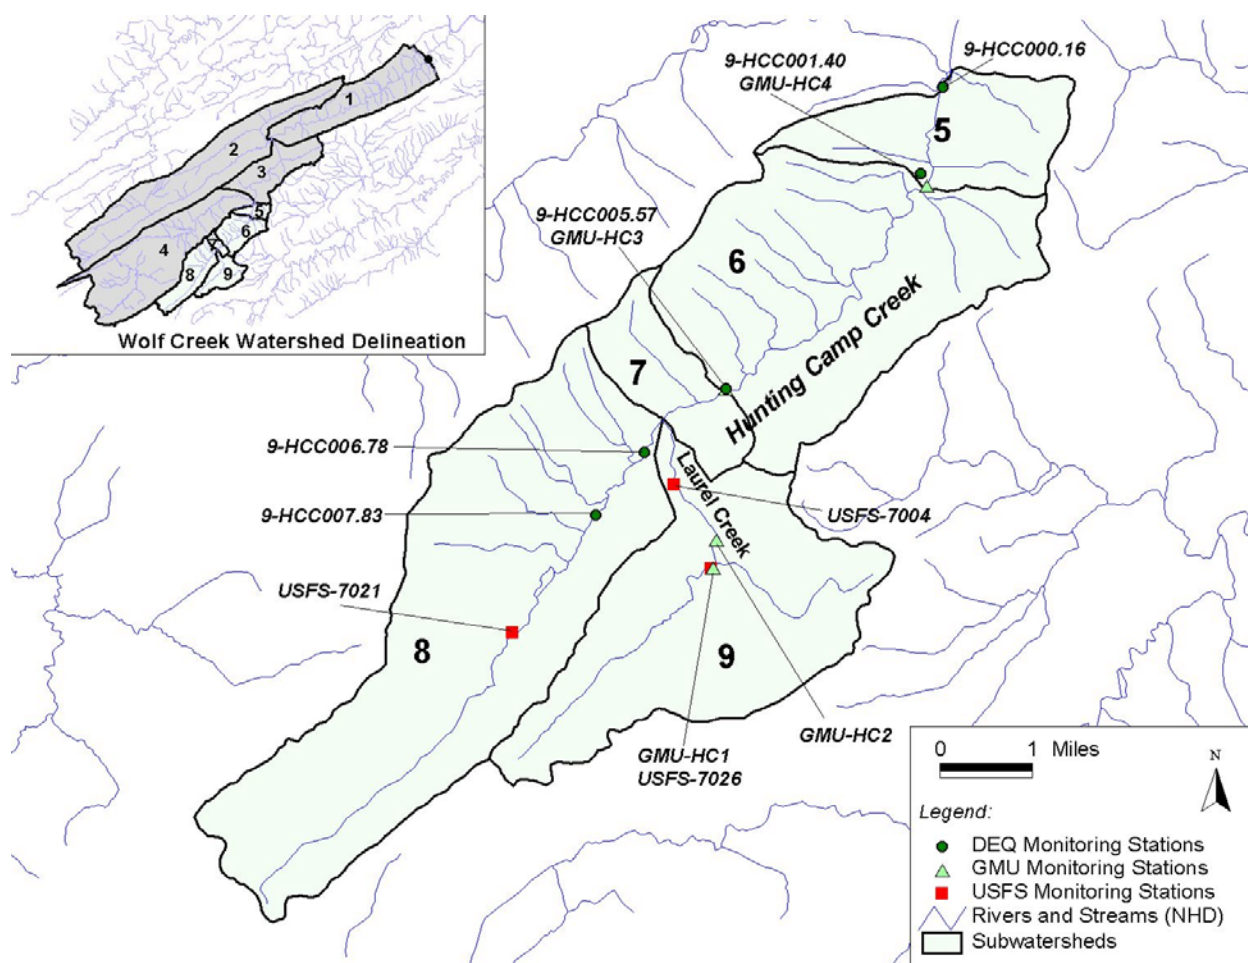 1
2
3
4
5
6
7
8
9
Wolf Creek Watershed Delineation
9-HCC001.40
GMU-HC4
9-HCC000.16
5
9-HCC005.57
GMU-HC3
6
Hunting Camp Creek
7
9-HCC006.78
Laurel Creek
9-HCC007.83
USFS-7004
USFS-7021
8
9
GMU-HC1
USFS-7026
GMU-HC2
0 1 Miles
N
Legend:
DEQ Monitoring Stations
GMU Monitoring Stations
USFS Monitoring Stations
Rivers and Streams (NHD)
Subwatersheds